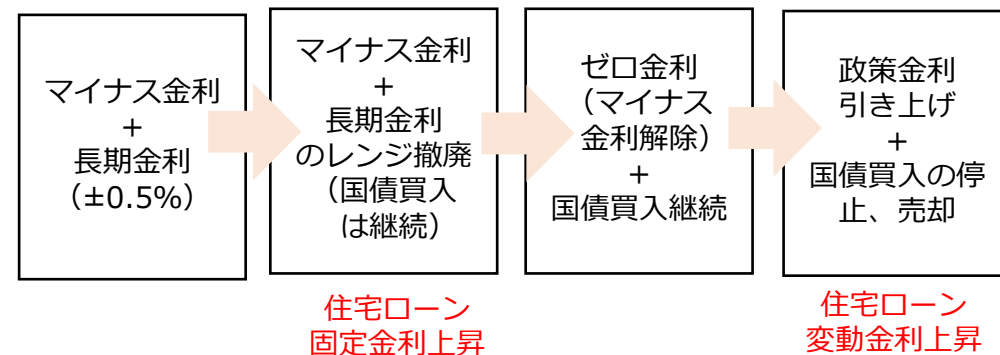 マイナス金利
+
長期金利
(±0.5%)
マイナス金利
+
長期金利
のレンジ撤廃
(国債買入
は継続)
ゼロ金利
(マイナス
金利解除)
+
国債買入継続
政策金利
引き上げ
+
国債買入の停
止、売却
住宅ローン
固定金利上昇
住宅ローン
変動金利上昇